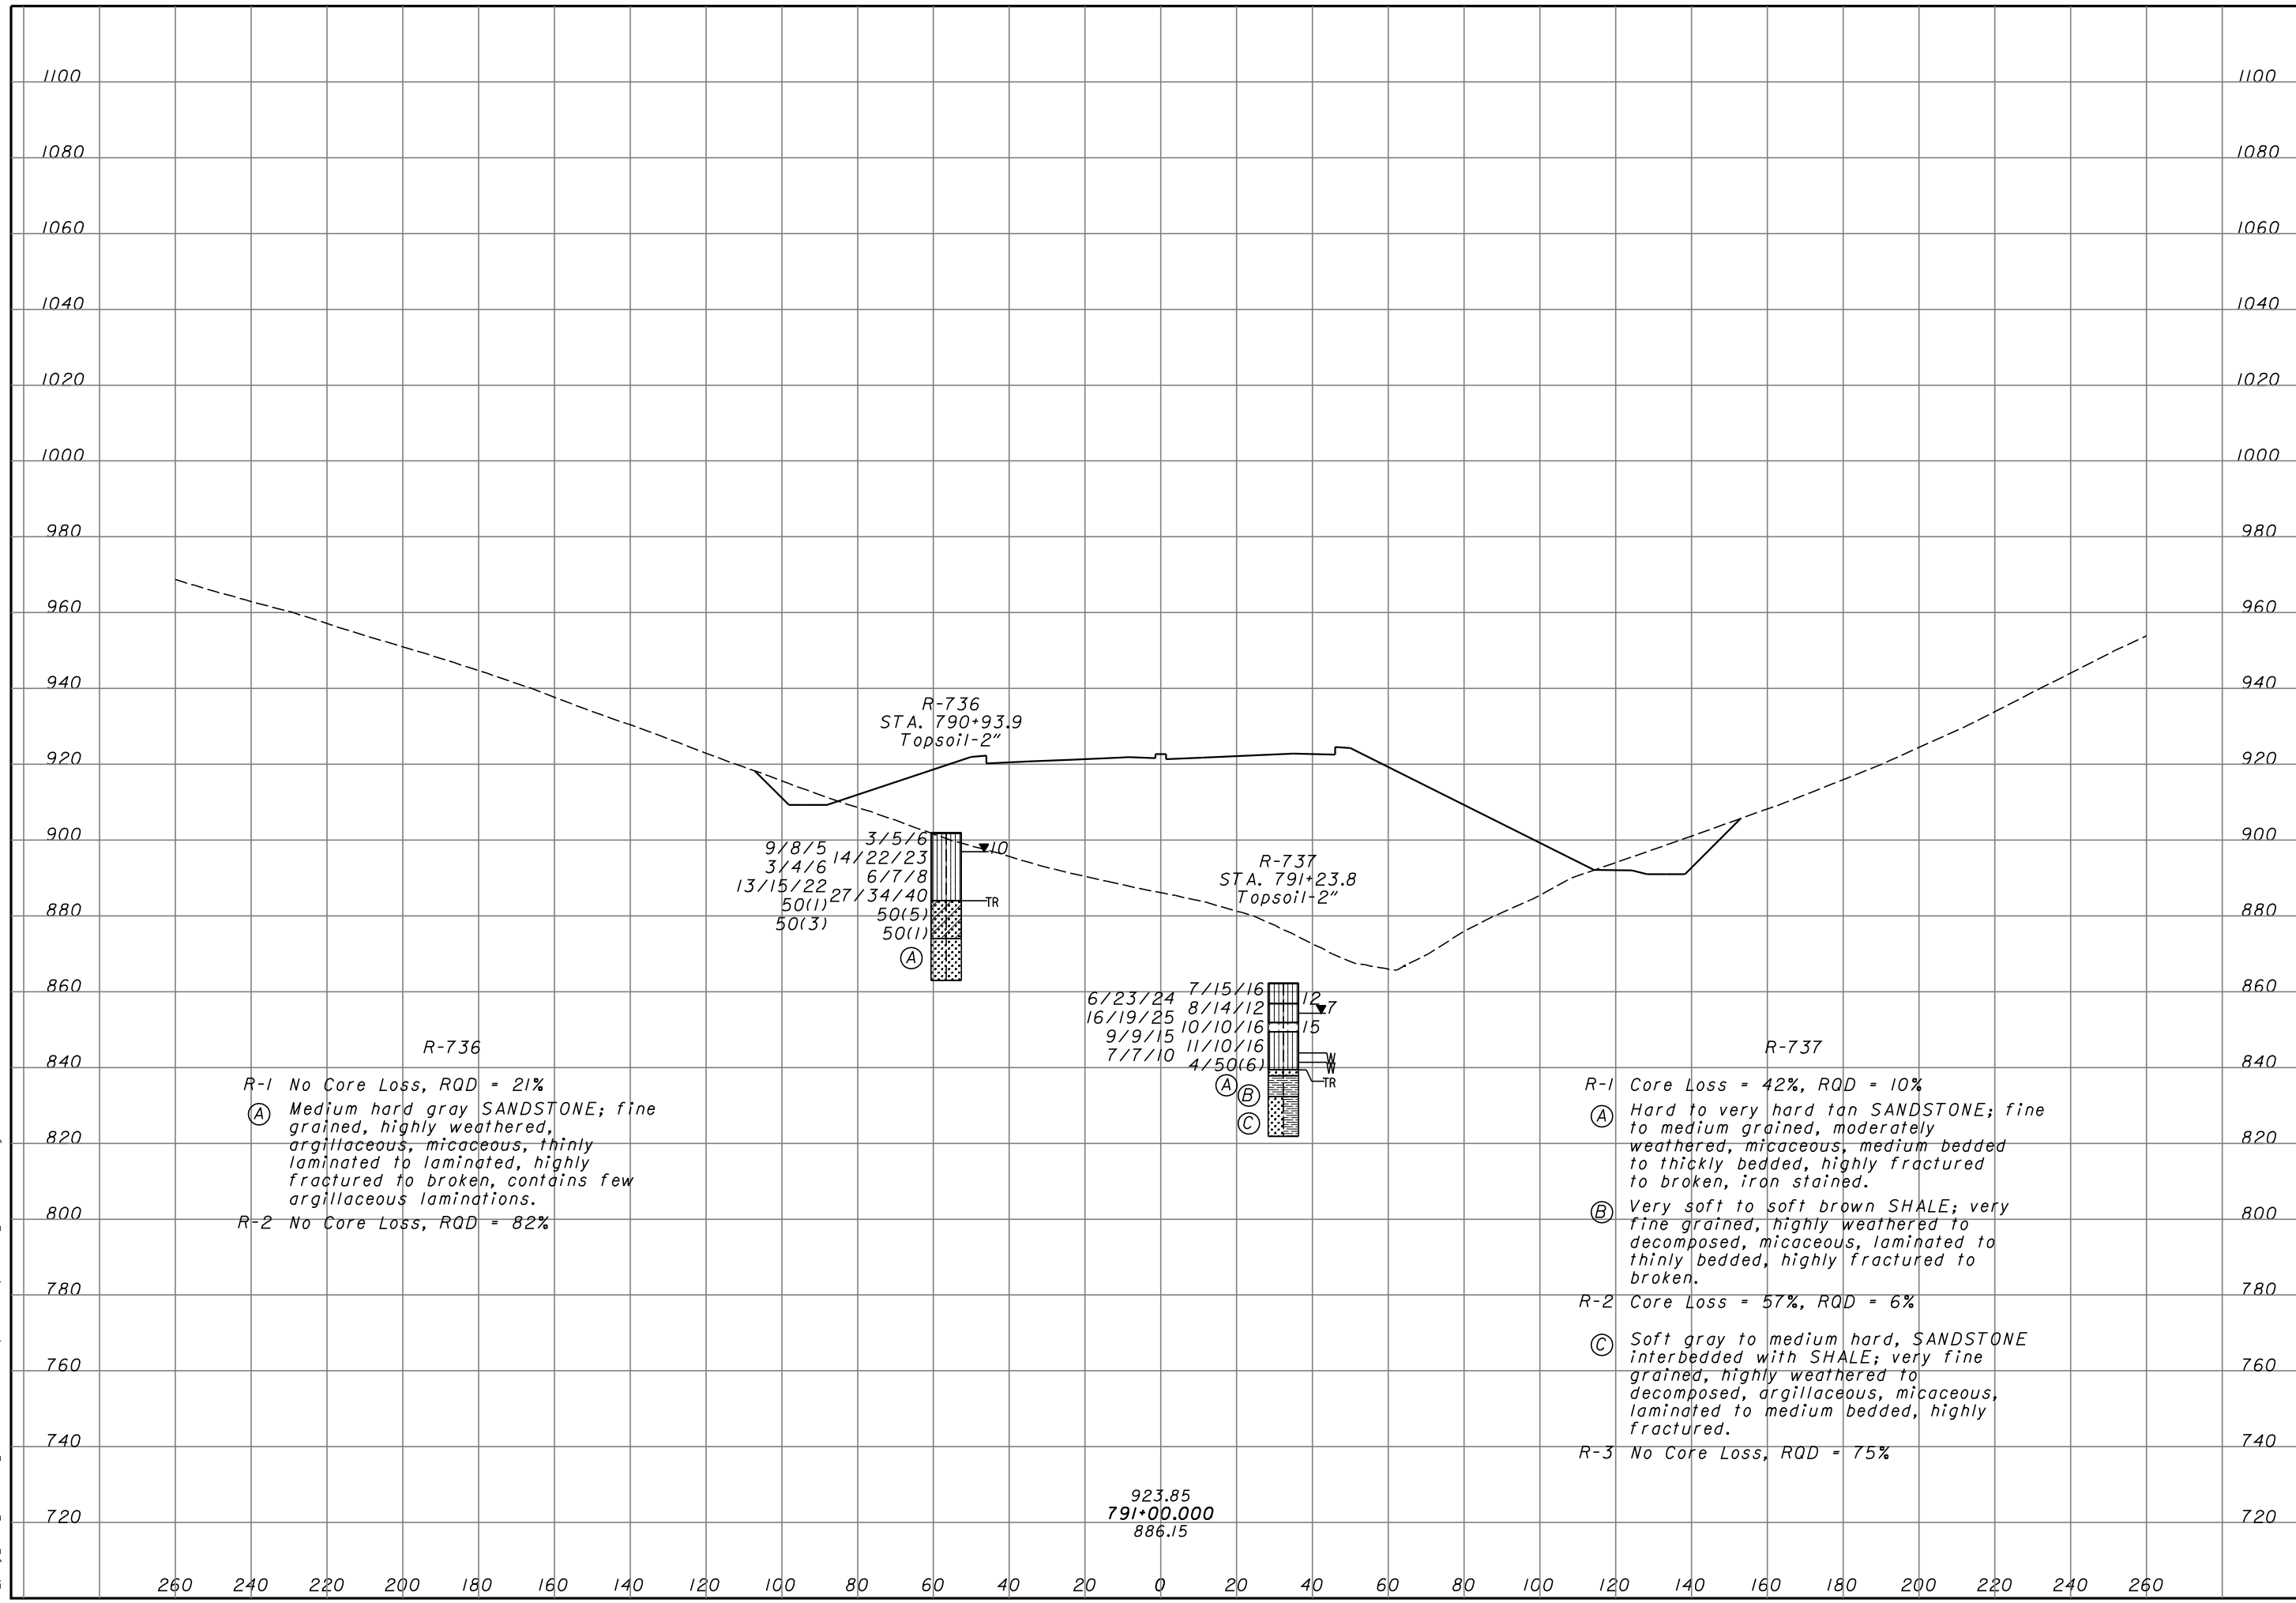 1100 1100
1080 1080
1060 1060
1040 1040
1020 1020
1000 1000
980 980
960 960
940 940
R-736
STA. 790+93.9
Topsoil-2"
920 920
900 900
3/5/6
9/8/5
10
14/22/23
3/4/6
6/7/8
13/15/22
27/34/40
TR
50(1)
50(5)
50(3)
50(1)
A
R-737
STA. 791+23.8
Topsoil-2"
880 880
860 860
7/15/16
6/23/24
12
8/14/12
7
16/19/25
10/10/16
15
9/9/15
11/10/16
7/7/10
W
W
4/50(6)
TR
A
B
C
840 840
820 820
800 800
780 780
760 760
740 740
720 720
R-736
R-1 No Core Loss, RQD = 21%
A Medium hard gray SANDSTONE; fine
grained, highly weathered,
argillaceous, micaceous, thinly
laminated to laminated, highly
fractured to broken, contains few
argillaceous laminations.
R-2 No Core Loss, RQD = 82%
R-737
R-1 Core Loss = 42%, RQD = 10%
A Hard to very hard tan SANDSTONE; fine
to medium grained, moderately
weathered, micaceous, medium bedded
to thickly bedded, highly fractured
to broken, iron stained.
B Very soft to soft brown SHALE; very
fine grained, highly weathered to
decomposed, micaceous, laminated to
thinly bedded, highly fractured to
broken.
R-2 Core Loss = 57%, RQD = 6%
C Soft gray to medium hard, SANDSTONE
interbedded with SHALE; very fine
grained, highly weathered to
decomposed, argillaceous, micaceous,
laminated to medium bedded, highly
fractured.
R-3 No Core Loss, RQD = 75%
923.85
791+00.000
886.15
260 240 220 200 180 160 140 120 100 80 60 40 20 0 20 40 60 80 100 120 140 160 180 200 220 240 260